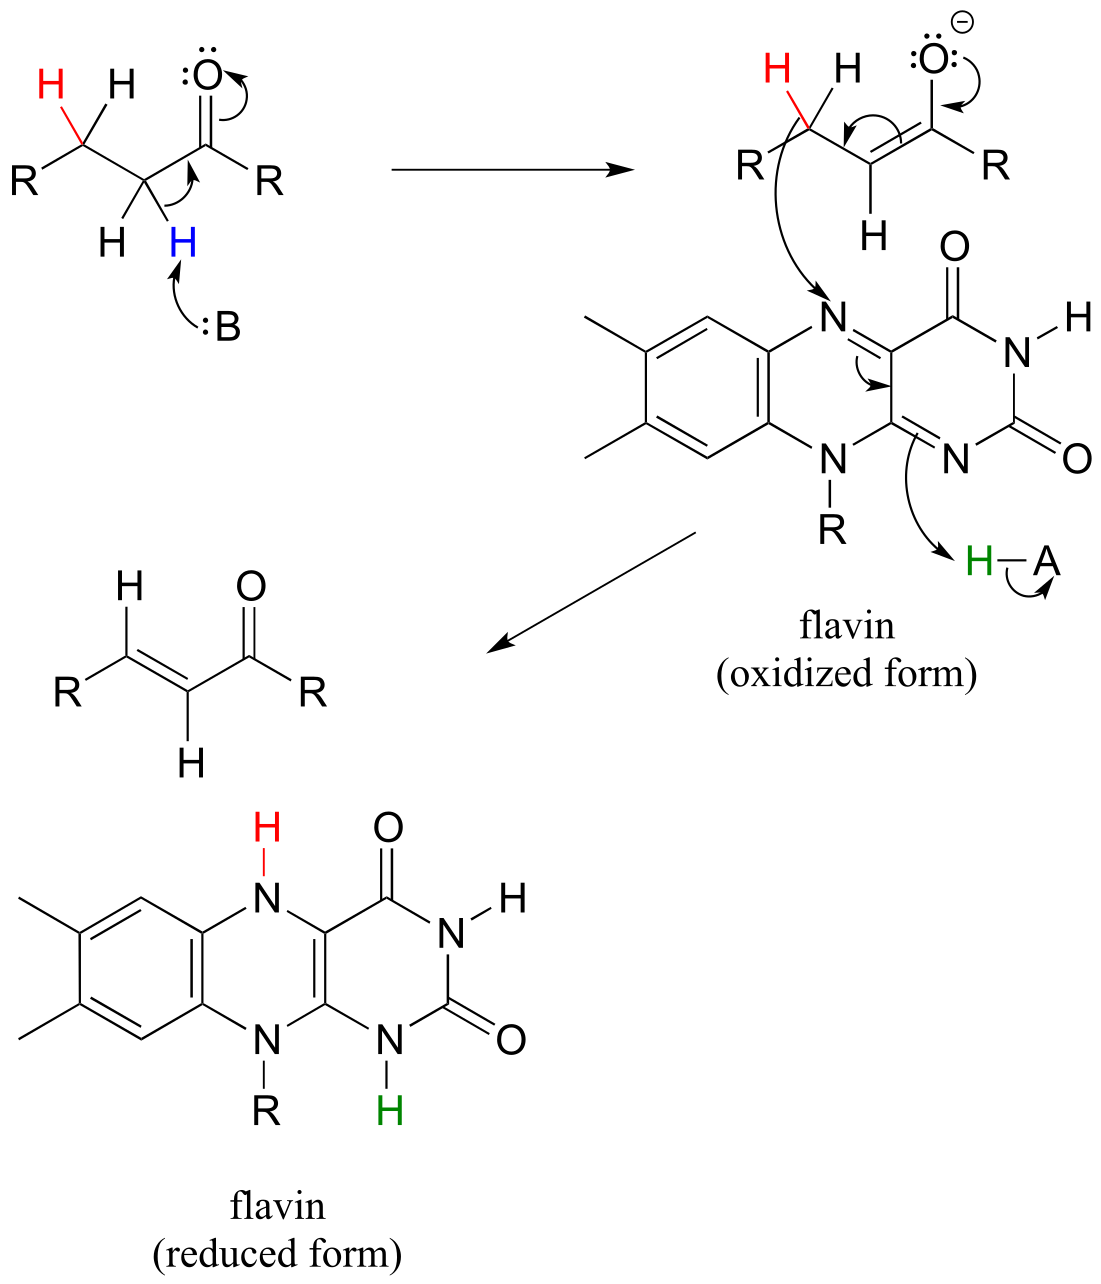 H H :Ö:
R R
H H
:B
H H :Ö: ⊖
R R
H
O
N N H
N N O
R
H–A
flavin
(oxidized form)
H O
R R
H
H O
N N H
N N O
R H
flavin
(reduced form)